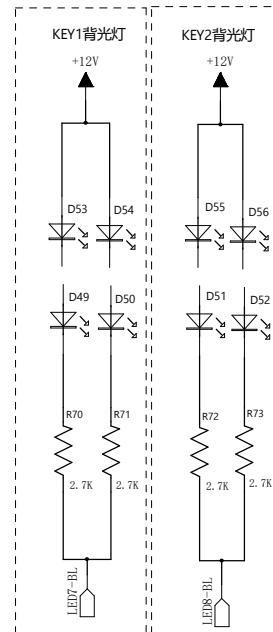 KEY1背光灯
+12V
D53
D54
D49
D50
R70
R71
2.7K
2.7K
LED7-BL
KEY2背光灯
+12V
D55
D56
D51
D52
R72
R73
2.7K
2.7K
LED8-BL